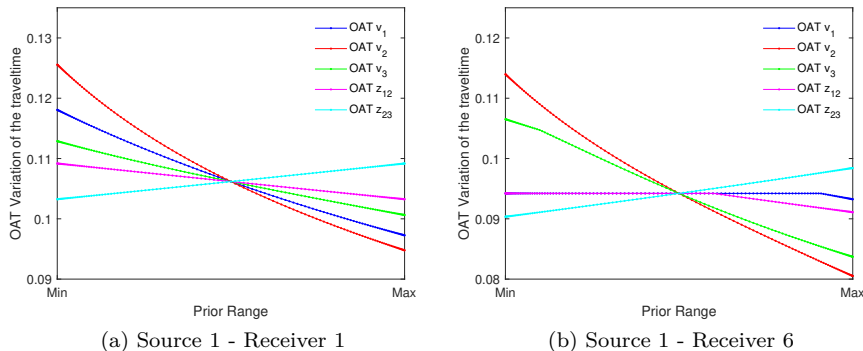 OAT Variation of the traveltime
0.13
0.12
0.11
0.1
0.09
Min
Max
Prior Range
OAT v1
OAT v2
OAT v3
OAT z12
OAT z23
(a) Source 1 - Receiver 1
OAT Variation of the traveltime
0.12
0.11
0.1
0.09
0.08
Min
Max
Prior Range
OAT v1
OAT v2
OAT v3
OAT z12
OAT z23
(b) Source 1 - Receiver 6